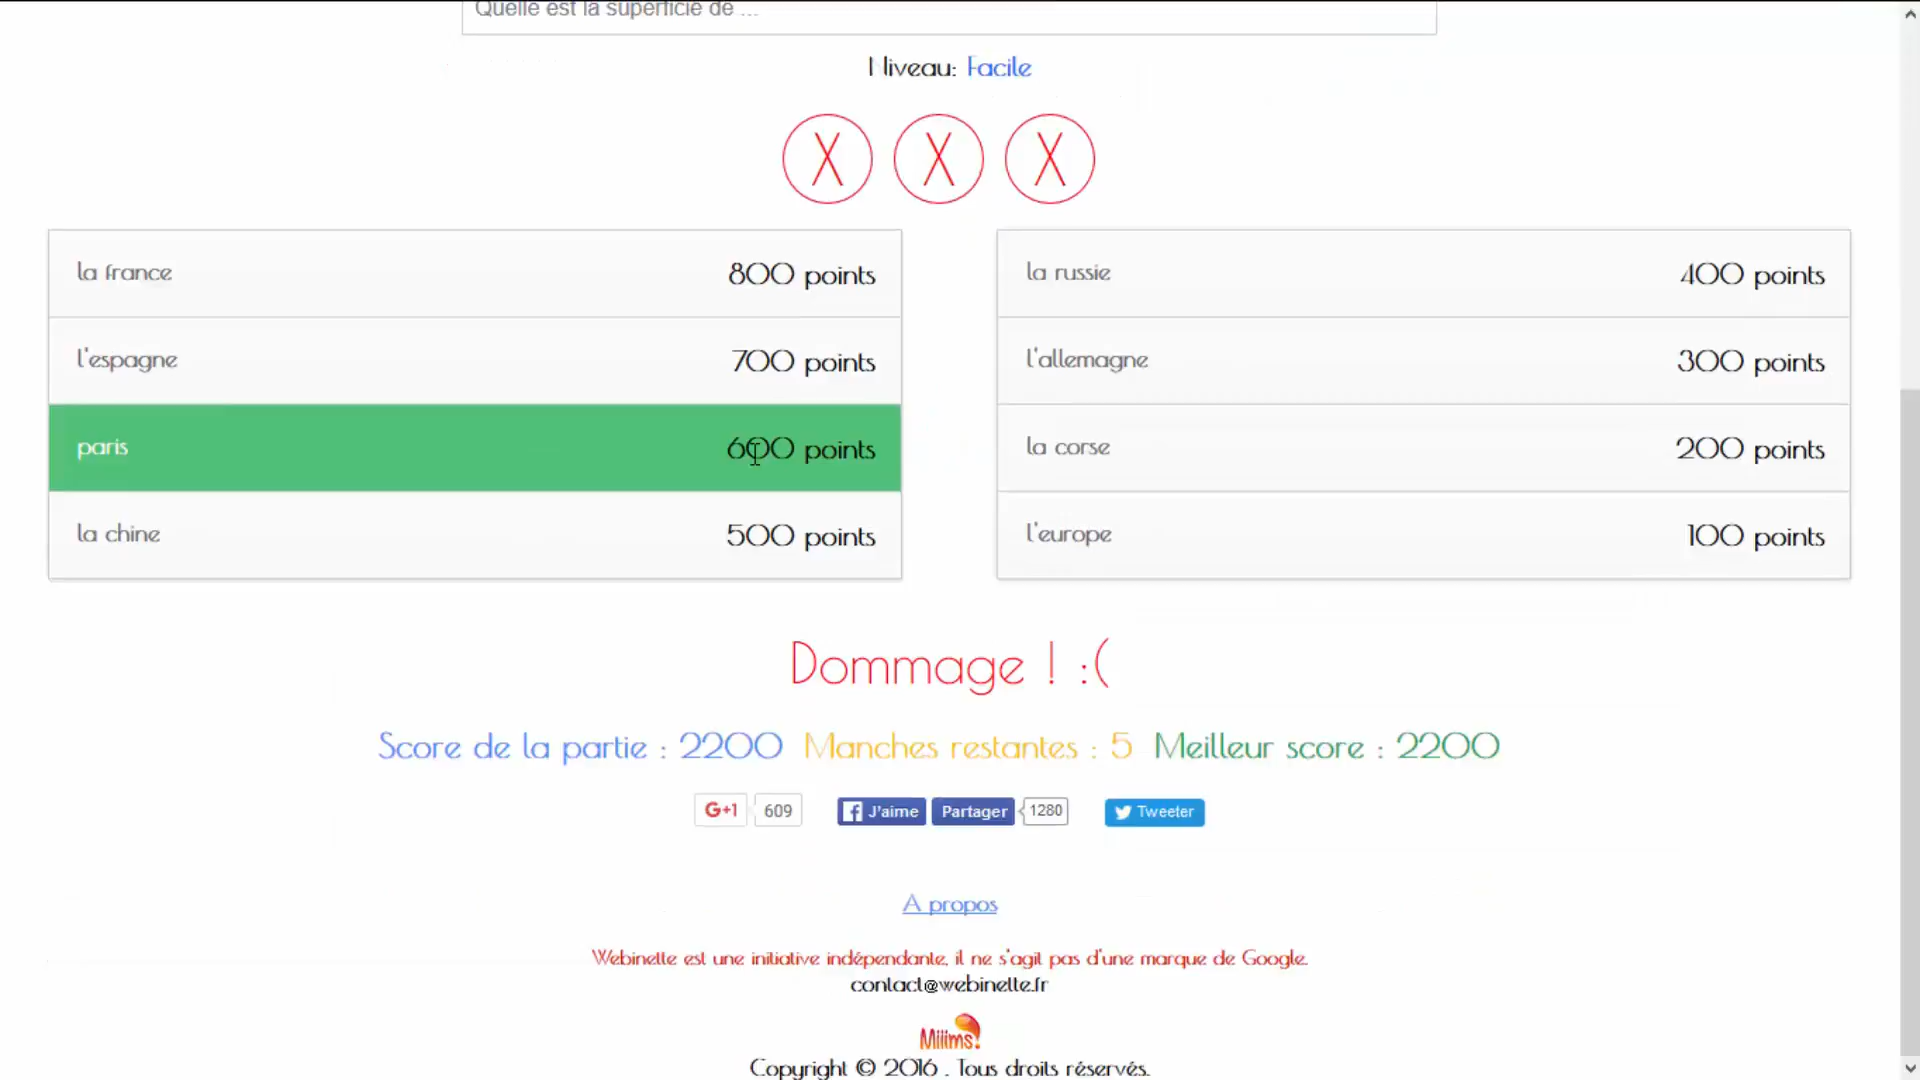 Quelle est la superficie de ...
Niveau: Facile
X X X
la france 800 points
l'espagne 700 points
paris 600 points
la chine 500 points
la russie 400 points
l'allemagne 300 points
la corse 200 points
l'europe 100 points
Dommage ! :(
Score de la partie : 2200 Manches restantes : 5 Meilleur score : 2200
G+1 609 J'aime Partager 1280 Tweeter
A propos
Webinette est une initiative indépendante, il ne s'agit pas d'une marque de Google.
contact@webinette.fr
Miiims!
Copyright © 2016 . Tous droits réservés.